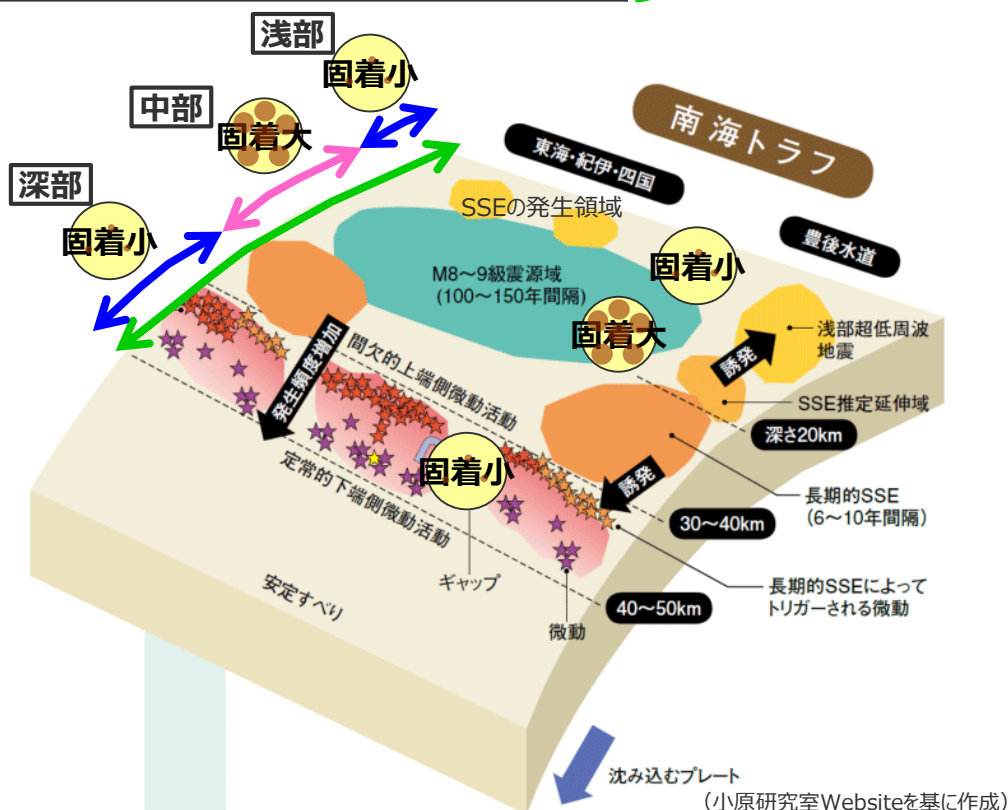 浅部
固着小
中部
固着大
深部
固着小
南海トラフ
東海・紀伊・四国
豊後水道
SSEの発生領域
固着小
M8～9級震源域
(100～150年間隔)
固着大
浅部超低周波
地震
誘発
SSE推定延伸域
深さ20km
発生頻度増加
間欠的上端側微動活動
固着小
誘発
長期的SSE
(6～10年間隔)
30～40km
定常的下端側微動活動
ギャップ
長期的SSEによって
トリガーされる微動
安定すべり
40～50km
微動
沈み込むプレート
（小原研究室Websiteを基に作成）